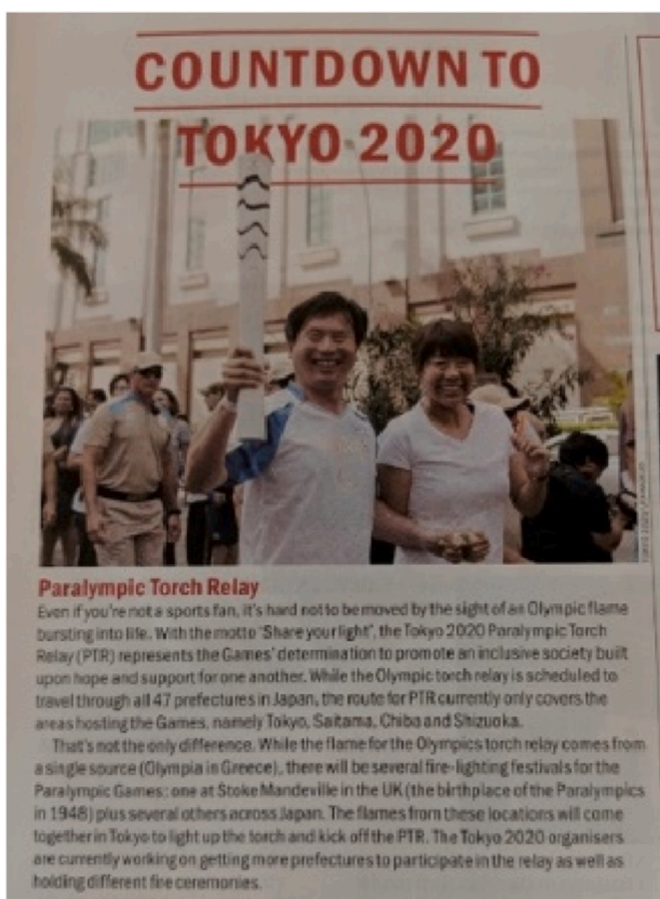 COUNTDOWN TO
TOKYO 2020
Paralympic Torch Relay
Even if you're not a sports fan, it's hard not to be moved by the sight of an Olympic flame
bursting into life. With the motto "Share your light", the Tokyo 2020 Paralympic Torch
Relay (PTR) represents the Games' determination to promote an inclusive society built
upon hope and support for one another. While the Olympic torch relay is scheduled to
travel through all 47 prefectures in Japan, the route for PTR currently only covers the
areas hosting the Games, namely Tokyo, Saitama, Chiba and Shizuoka.
That's not the only difference. While the flame for the Olympics torch relay comes from
a single source (Olympia in Greece), there will be several fire-lighting festivals for the
Paralympic Games: one at Stoke Mandeville in the UK (the birthplace of the Paralympics
in 1948) plus several others across Japan. The flames from these locations will come
together in Tokyo to light up the torch and kick off the PTR. The Tokyo 2020 organisers
are currently working on getting more prefectures to participate in the relay as well as
holding different fire ceremonies.